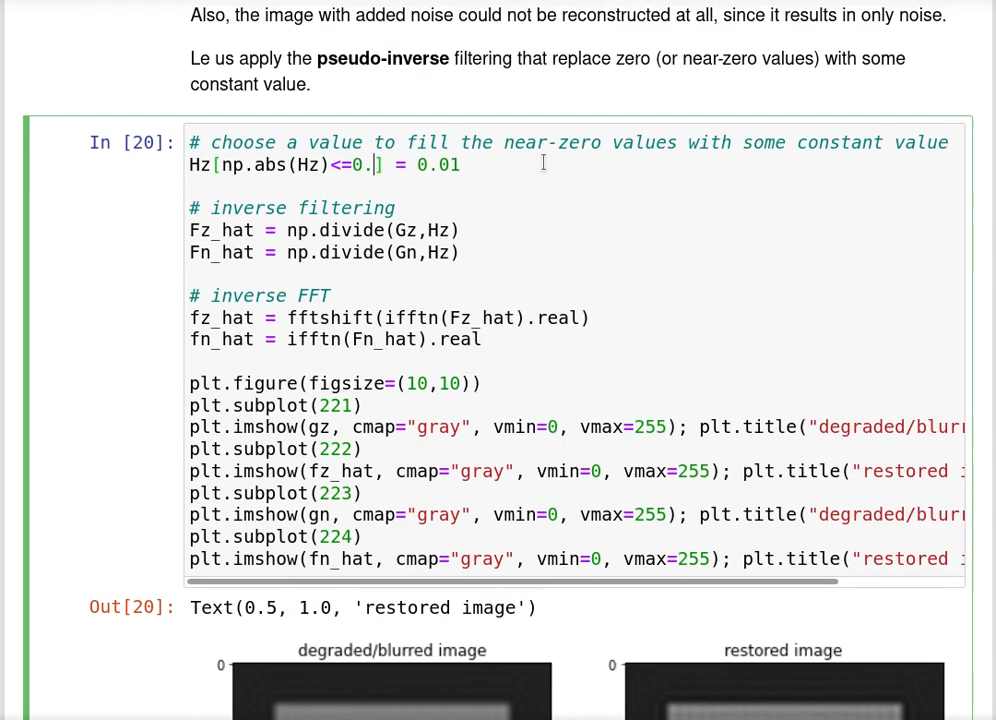 Also, the image with added noise could not be reconstructed at all, since it results in only noise.
Le us apply the pseudo-inverse filtering that replace zero (or near-zero values) with some
constant value.
In [20]:
# choose a value to fill the near-zero values with some constant value
Hz[np.abs(Hz)<=0.] = 0.01
# inverse filtering
Fz_hat = np.divide(Gz,Hz)
Fn_hat = np.divide(Gn,Hz)
# inverse FFT
fz_hat = fftshift(ifftn(Fz_hat).real)
fn_hat = ifftn(Fn_hat).real
plt.figure(figsize=(10,10))
plt.subplot(221)
plt.imshow(gz, cmap="gray", vmin=0, vmax=255); plt.title("degraded/blur
plt.subplot(222)
plt.imshow(fz_hat, cmap="gray", vmin=0, vmax=255); plt.title("restored
plt.subplot(223)
plt.imshow(gn, cmap="gray", vmin=0, vmax=255); plt.title("degraded/blur
plt.subplot(224)
plt.imshow(fn_hat, cmap="gray", vmin=0, vmax=255); plt.title("restored
Out[20]: Text(0.5, 1.0, 'restored image')
degraded/blurred image
restored image
0
0